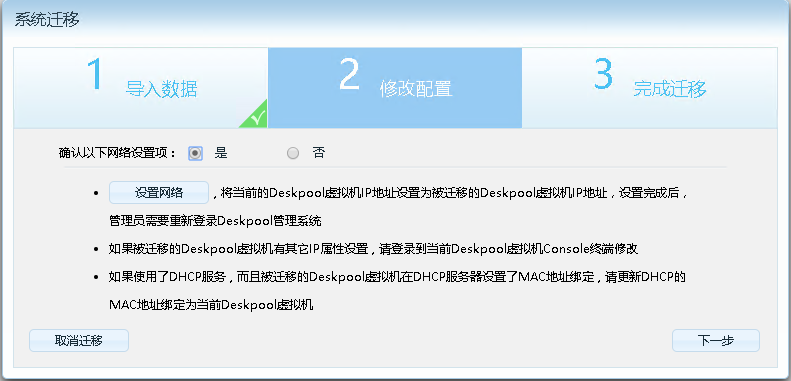 系统迁移
1 导入数据
2 修改配置
3 完成迁移
确认以下网络设置项： 是 否
• 设置网络 ，将当前的Deskpool虚拟机IP地址设置为被迁移的Deskpool虚拟机IP地址，设置完成后，
管理员需要重新登录Deskpool管理系统
• 如果被迁移的Deskpool虚拟机有其它IP属性设置，请登录到当前Deskpool虚拟机Console终端修改
• 如果使用了DHCP服务，而且被迁移的Deskpool虚拟机在DHCP服务器设置了MAC地址绑定，请更新DHCP的
MAC地址绑定为当前Deskpool虚拟机
取消迁移 下一步